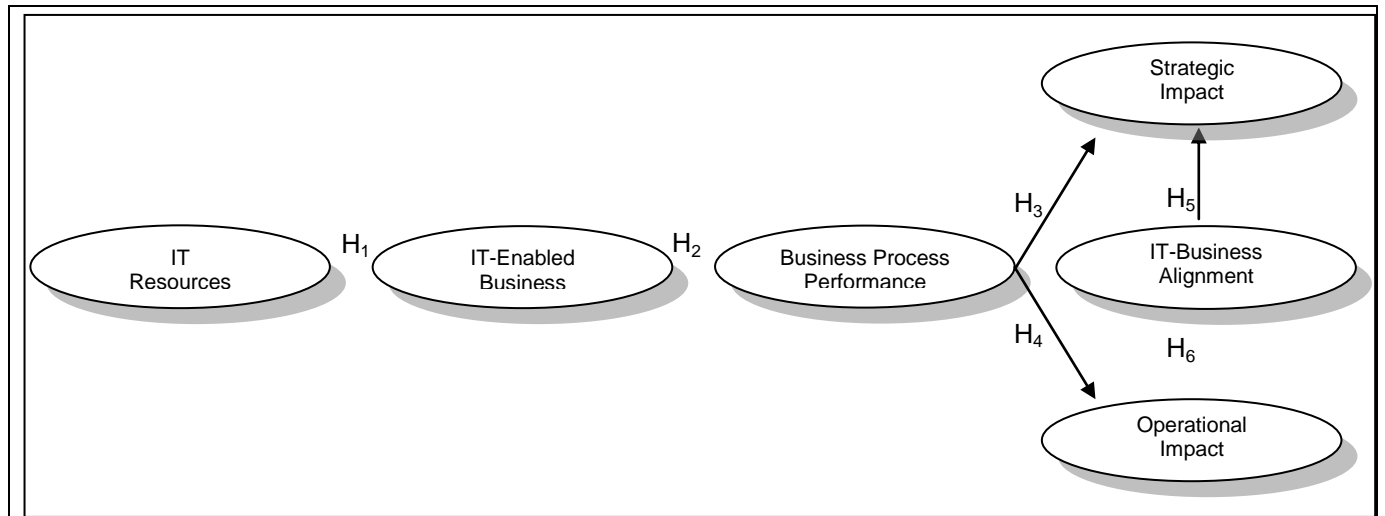 Strategic
Impact
H₃
H₅
H₁
H₂
IT
Resources
IT-Enabled
Business
Business Process
Performance
IT-Business
Alignment
H₄
H₆
Operational
Impact